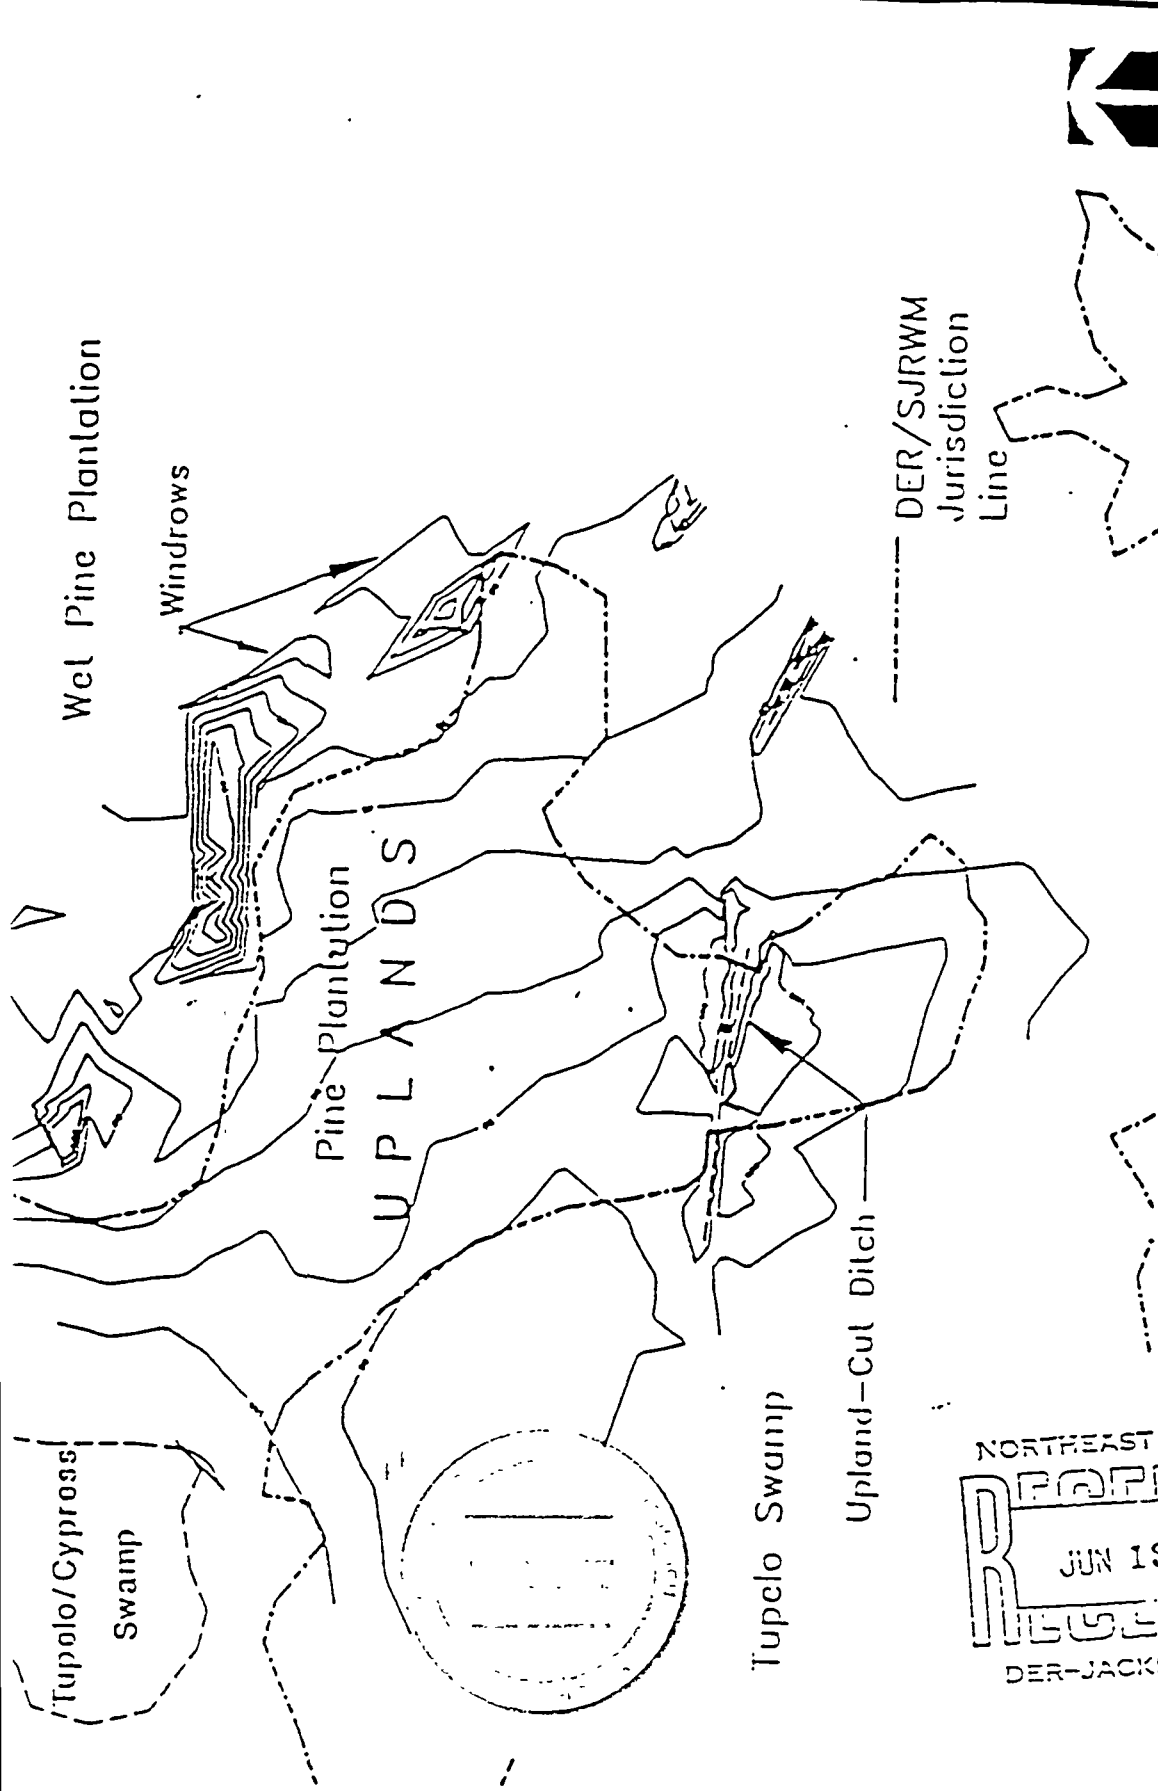 Wet Pine Plantation
Windrows
Pine Plantation
UPLANDS
DER/SJRWM
Jurisdiction
Line
Tupelo/Cypress
Swamp
Tupelo Swamp
Upland-Cut Ditch
NORTHEAST
JUN 19
DER-JACK